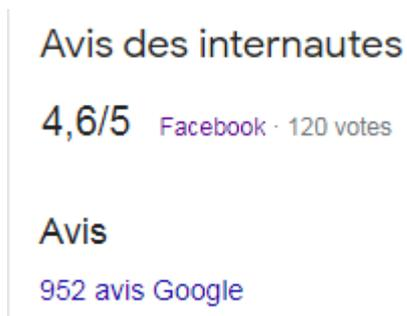 Avis des internautes
4,6/5 Facebook · 120 votes
Avis
952 avis Google